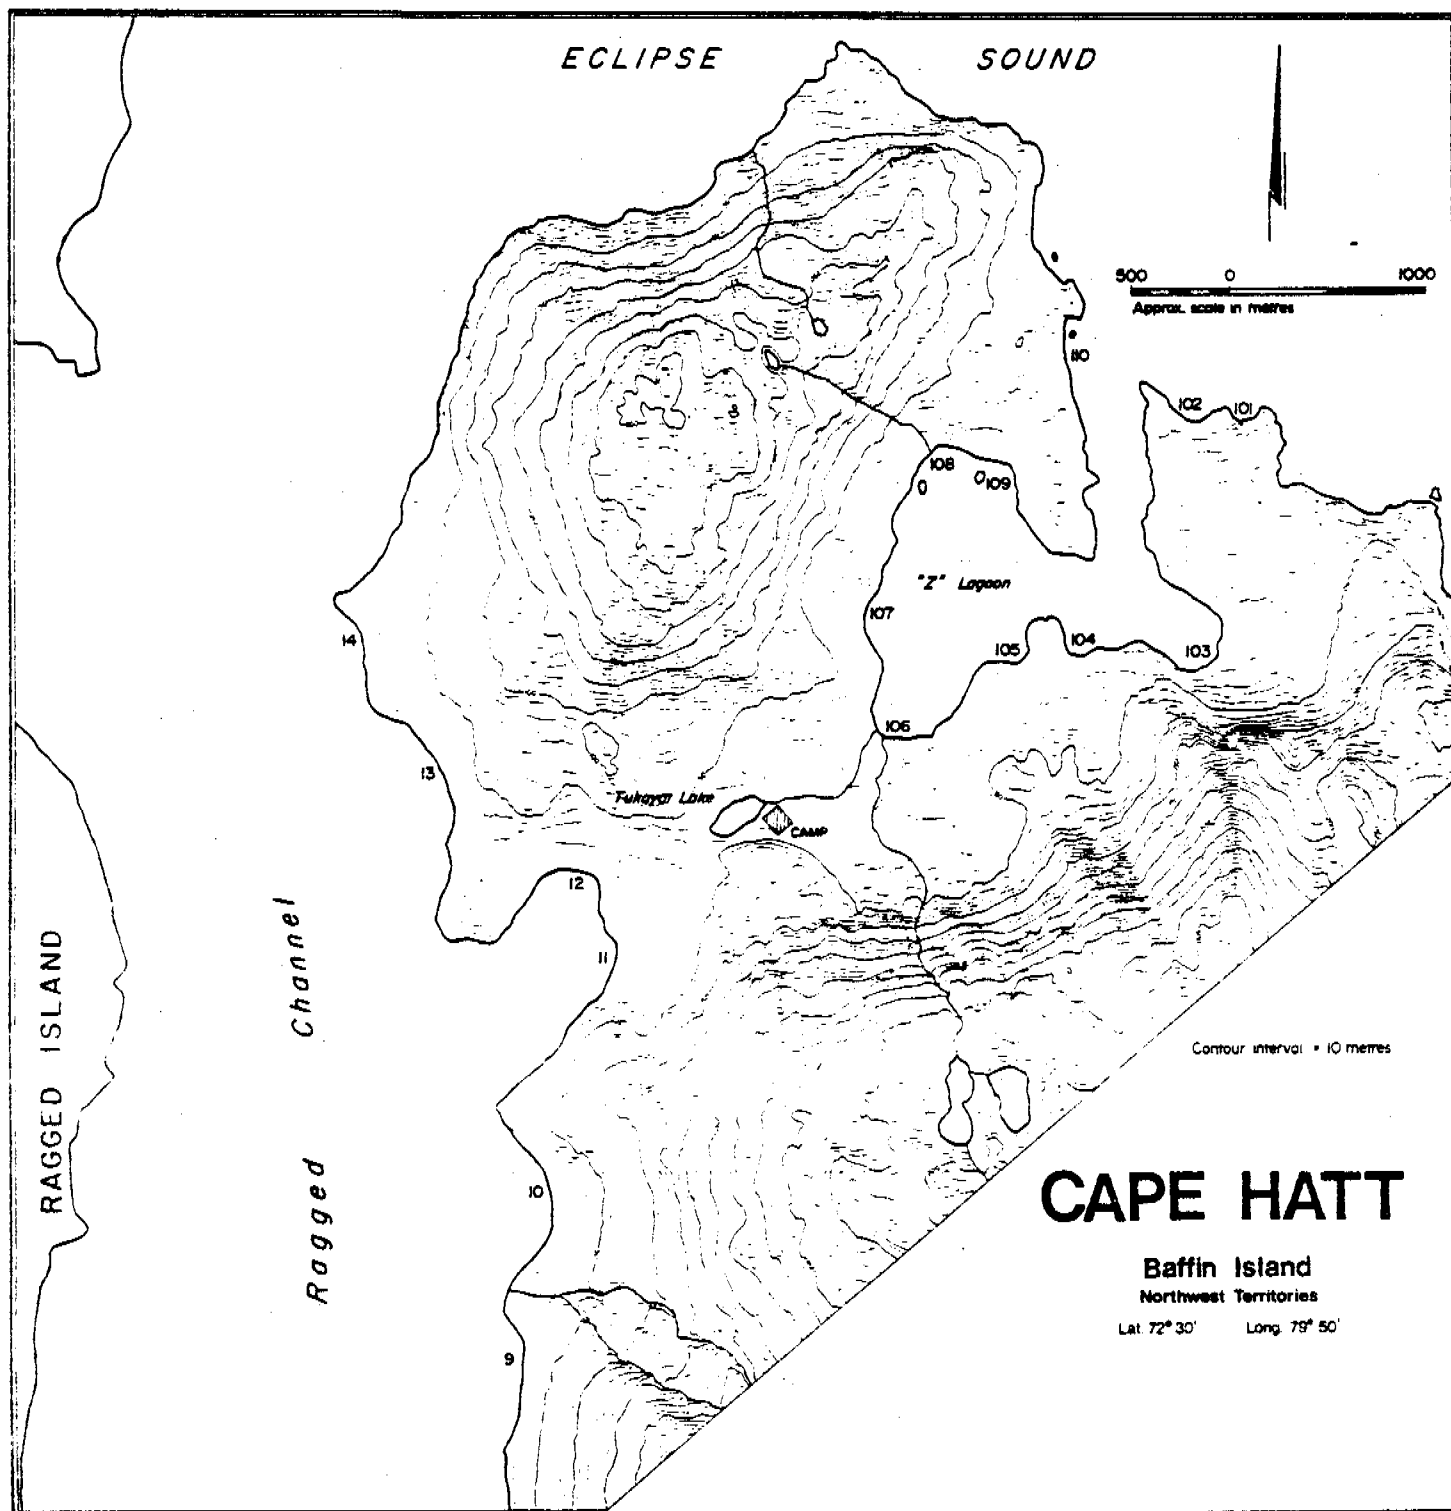 ECLIPSE SOUND
500 0 1000
Approx. scale in metres
110
102
101
108
109
"Z" Lagoon
107
14
105
104
103
106
13
Lake
CAMP
12
11
Ragged Channel
RAGGED ISLAND
Contour interval = 10 metres
10
CAPE HATT
Baffin Island
Northwest Territories
Lat. 72° 30' Long. 79° 50'
9